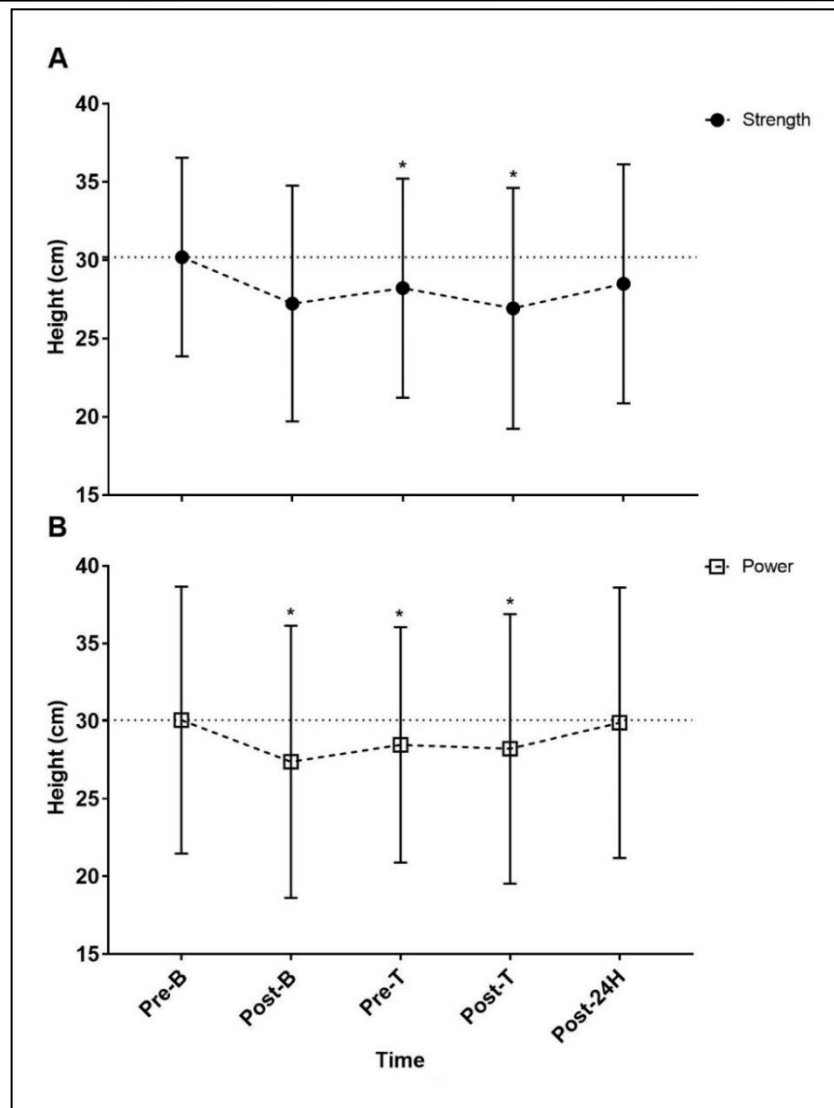 A
Strength
40
35
30
25
20
15
Height (cm)
*
*
B
Power
40
35
30
25
20
15
Height (cm)
*
*
*
Pre-B
Post-B
Pre-T
Post-T
Post-24H
Time